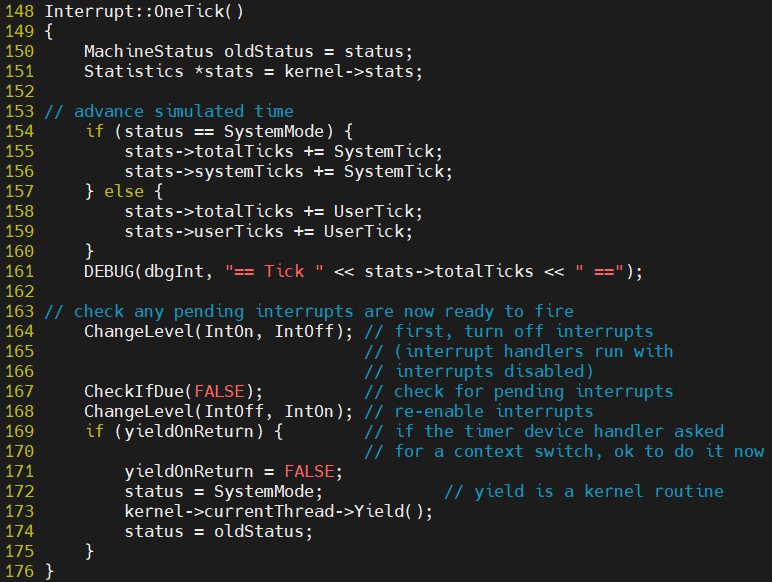 148 Interrupt::OneTick()
149 {
150     MachineStatus oldStatus = status;
151     Statistics *stats = kernel->stats;
152
153 // advance simulated time
154     if (status == SystemMode) {
155         stats->totalTicks += SystemTick;
156         stats->systemTicks += SystemTick;
157     } else {
158         stats->totalTicks += UserTick;
159         stats->userTicks += UserTick;
160     }
161     DEBUG(dbgInt, "== Tick " << stats->totalTicks << " ==");
162
163 // check any pending interrupts are now ready to fire
164     ChangeLevel(IntOn, IntOff); // first, turn off interrupts
165                                 // (interrupt handlers run with
166                                 // interrupts disabled)
167     CheckIfDue(FALSE);          // check for pending interrupts
168     ChangeLevel(IntOff, IntOn); // re-enable interrupts
169     if (yieldOnReturn) {        // if the timer device handler asked
170                                 // for a context switch, ok to do it now
171         yieldOnReturn = FALSE;
172         status = SystemMode;            // yield is a kernel routine
173         kernel->currentThread->Yield();
174         status = oldStatus;
175     }
176 }